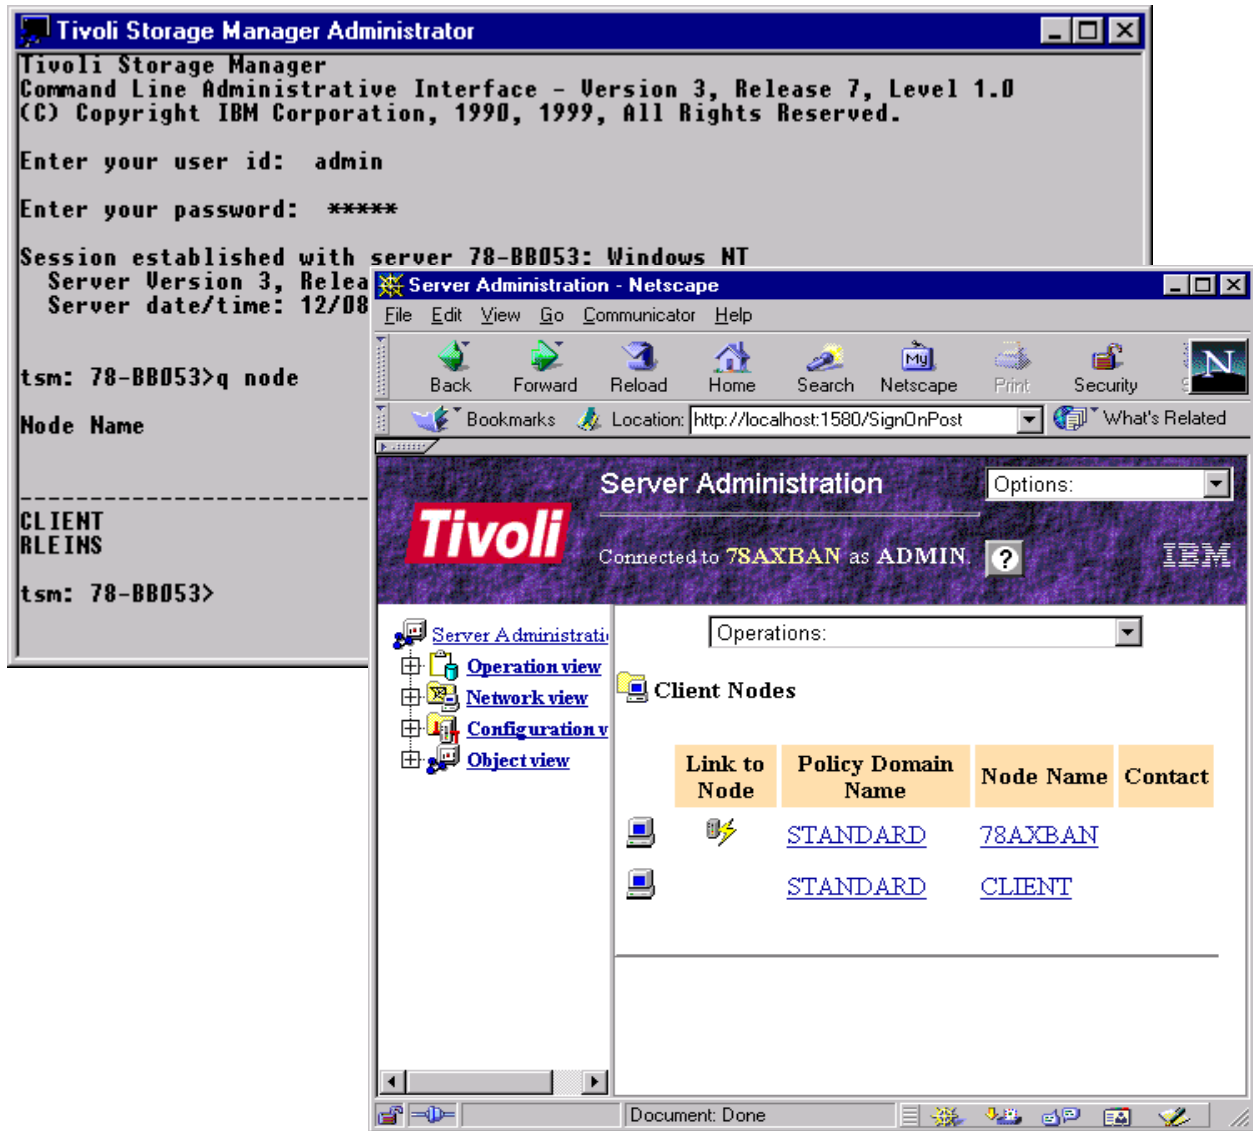 Tivoli Storage Manager Administrator
Tivoli Storage Manager
Command Line Administrative Interface - Version 3, Release 7, Level 1.0
(C) Copyright IBM Corporation, 1990, 1999, All Rights Reserved.
Enter your user id:  admin
Enter your password:  *****
Session established with server 78-BB053: Windows NT
Server Version 3, Relea
Server date/time: 12/08
tsm: 78-BB053>q node
Node Name
--------------------------
CLIENT
RLEINS
tsm: 78-BB053>
Server Administration - Netscape
File Edit View Go Communicator Help
Back Forward Reload Home Search Netscape Print Security
Bookmarks Location: http://localhost:1580/SignOnPost What's Related
Server Administration
Options:
Tivoli
Connected to 78AXBAN as ADMIN.
?
IBM
Server Administrati
Operation view
Network view
Configuration v
Object view
Operations:
Client Nodes
Link to Node Policy Domain Name Node Name Contact
STANDARD 78AXBAN
STANDARD CLIENT
Document: Done